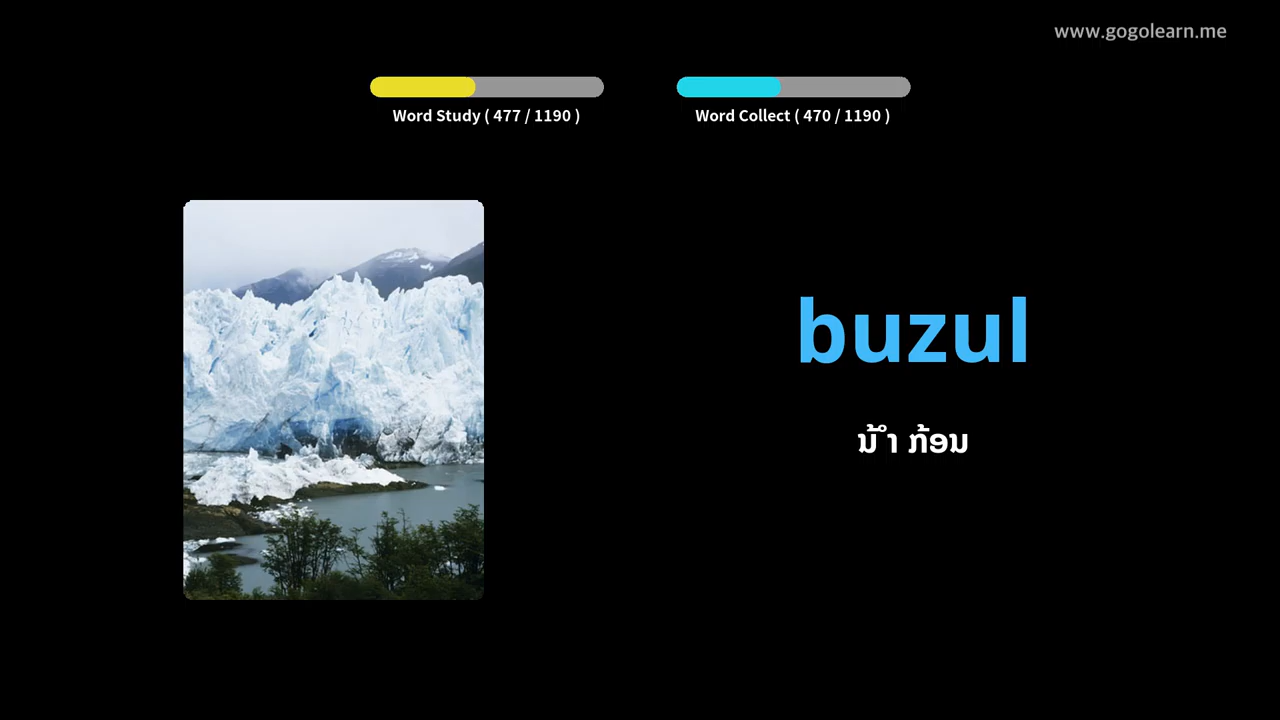 www.gogolearn.me
Word Study ( 477 / 1190 )
Word Collect ( 470 / 1190 )
buzul
ນ້ ໍາ ກ້ອນ